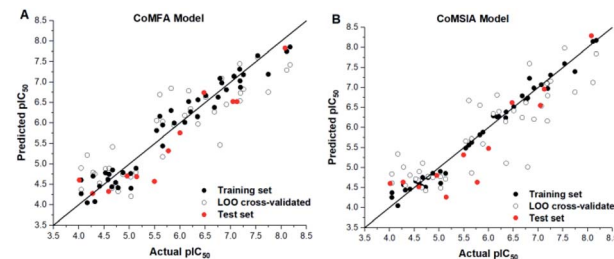 A
CoMFA Model
8.5
8.0
7.5
7.0
6.5
6.0
5.5
5.0
4.5
4.0
3.5
Predicted pIC50
Training set
LOO cross-validated
Test set
3.5 4.0 4.5 5.0 5.5 6.0 6.5 7.0 7.5 8.0 8.5
Actual pIC50
B
CoMSIA Model
8.5
8.0
7.5
7.0
6.5
6.0
5.5
5.0
4.5
4.0
3.5
Predicted pIC50
Training set
LOO cross-validated
Test set
3.5 4.0 4.5 5.0 5.5 6.0 6.5 7.0 7.5 8.0 8.5
Actual pIC50